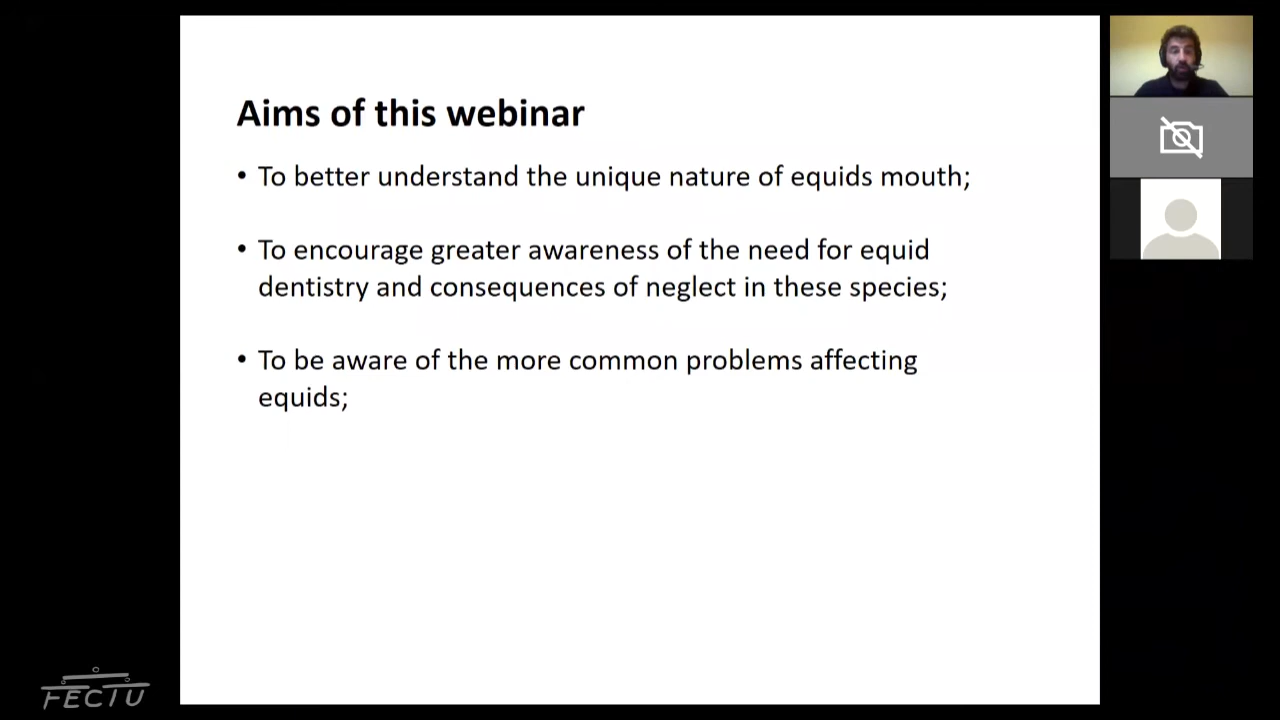 Aims of this webinar
• To better understand the unique nature of equids mouth;
• To encourage greater awareness of the need for equid
dentistry and consequences of neglect in these species;
• To be aware of the more common problems affecting
equids;
FECTU